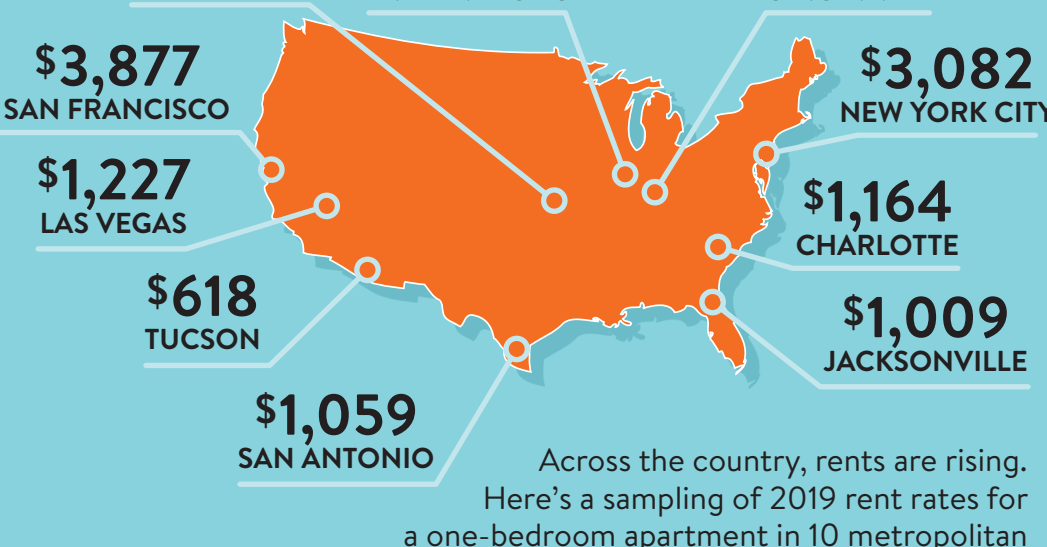 $3,877
SAN FRANCISCO
$3,082
NEW YORK CITY
$1,227
LAS VEGAS
$1,164
CHARLOTTE
$618
TUCSON
$1,009
JACKSONVILLE
$1,059
SAN ANTONIO
Across the country, rents are rising.
Here's a sampling of 2019 rent rates for
a one-bedroom apartment in 10 metropolitan